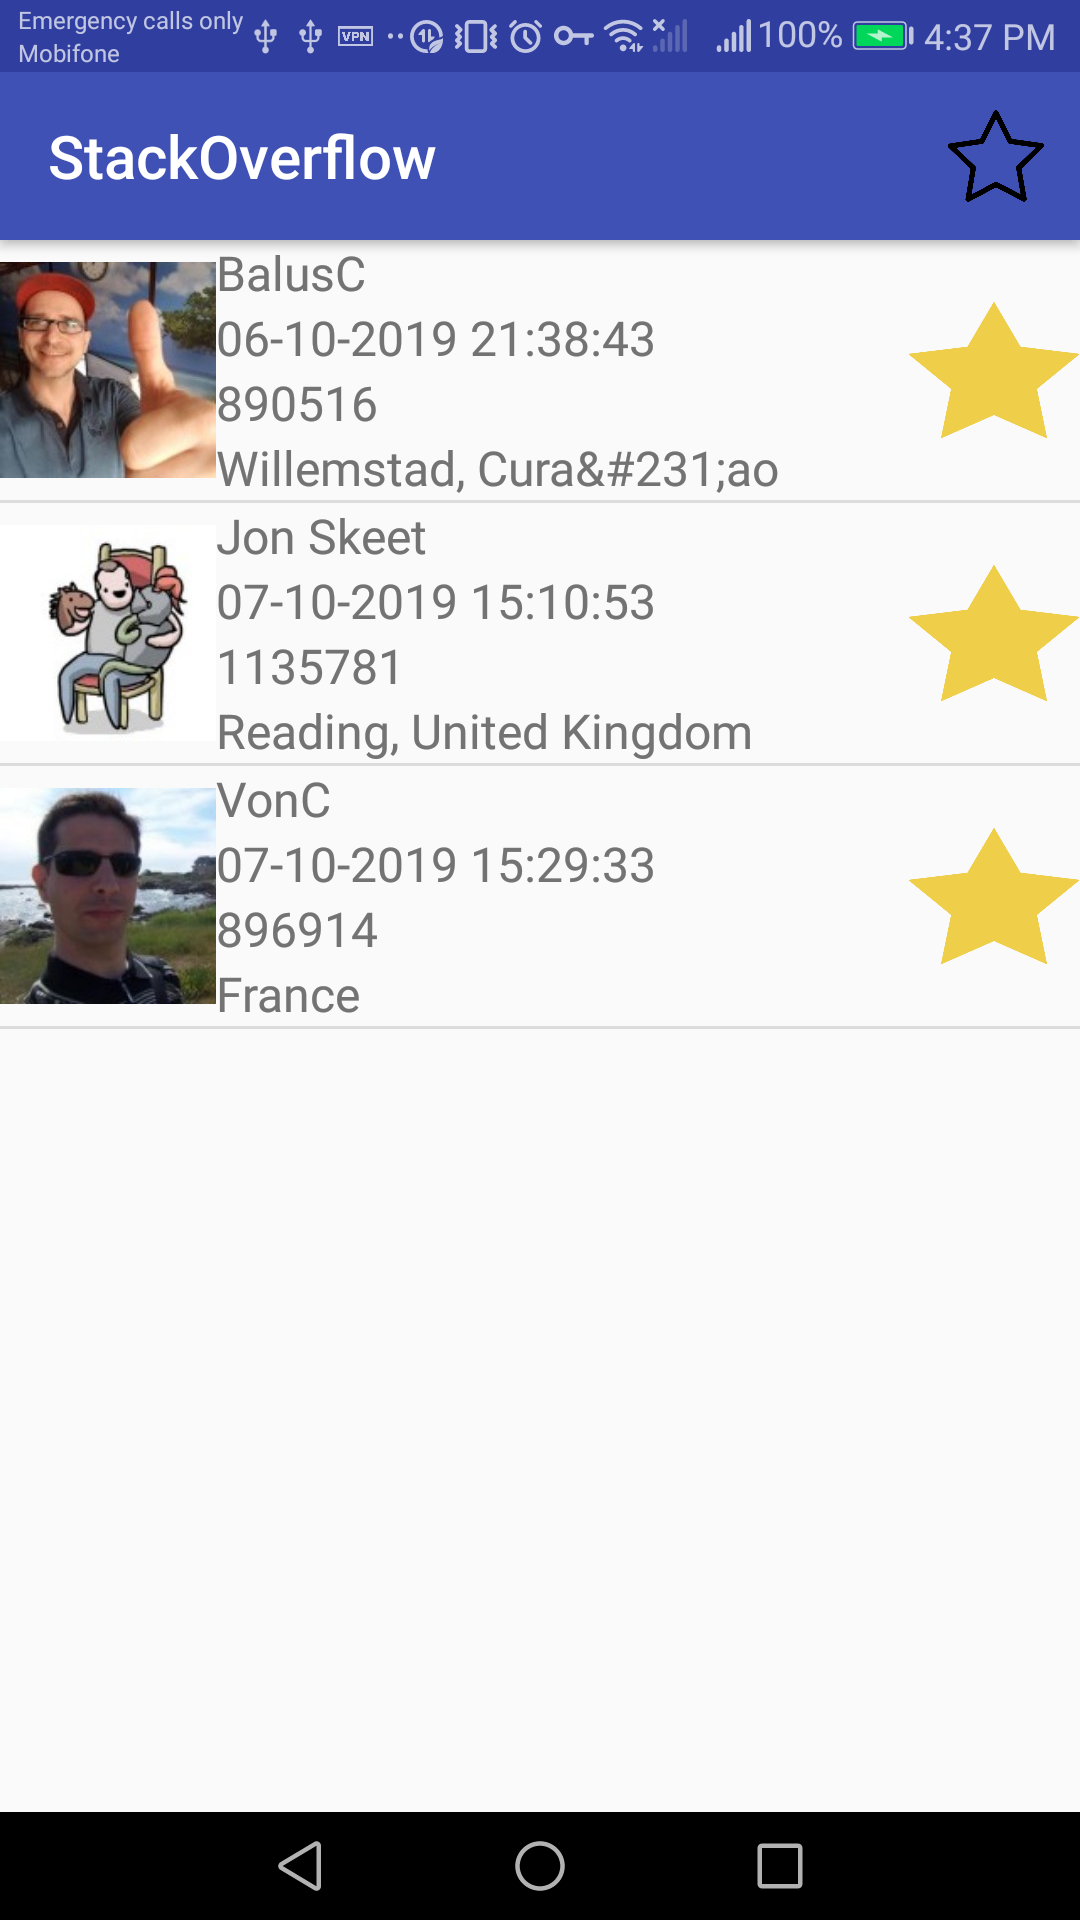 Emergency calls only
Mobifone
VPN
100%
4:37 PM
StackOverflow
BalusC
06-10-2019 21:38:43
890516
Willemstad, Cura&#231;ao
Jon Skeet
07-10-2019 15:10:53
1135781
Reading, United Kingdom
VonC
07-10-2019 15:29:33
896914
France